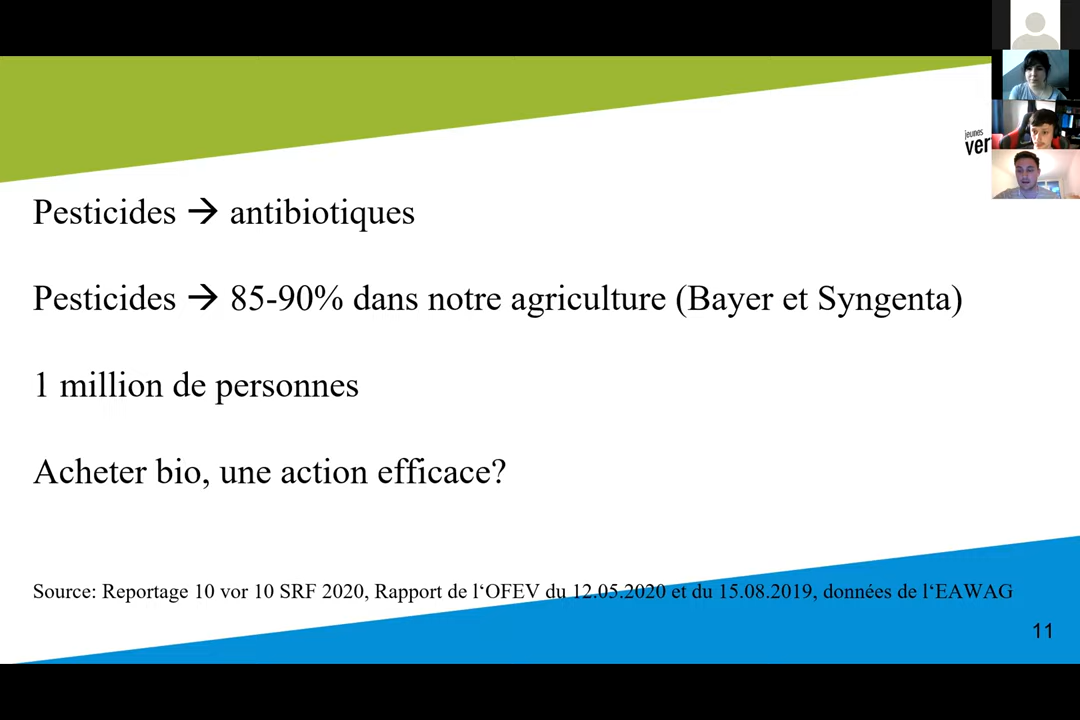 jeunes
ver
Pesticides → antibiotiques
Pesticides → 85-90% dans notre agriculture (Bayer et Syngenta)
1 million de personnes
Acheter bio, une action efficace?
Source: Reportage 10 vor 10 SRF 2020, Rapport de l‘OFEV du 12.05.2020 et du 15.08.2019, données de l‘EAWAG
11